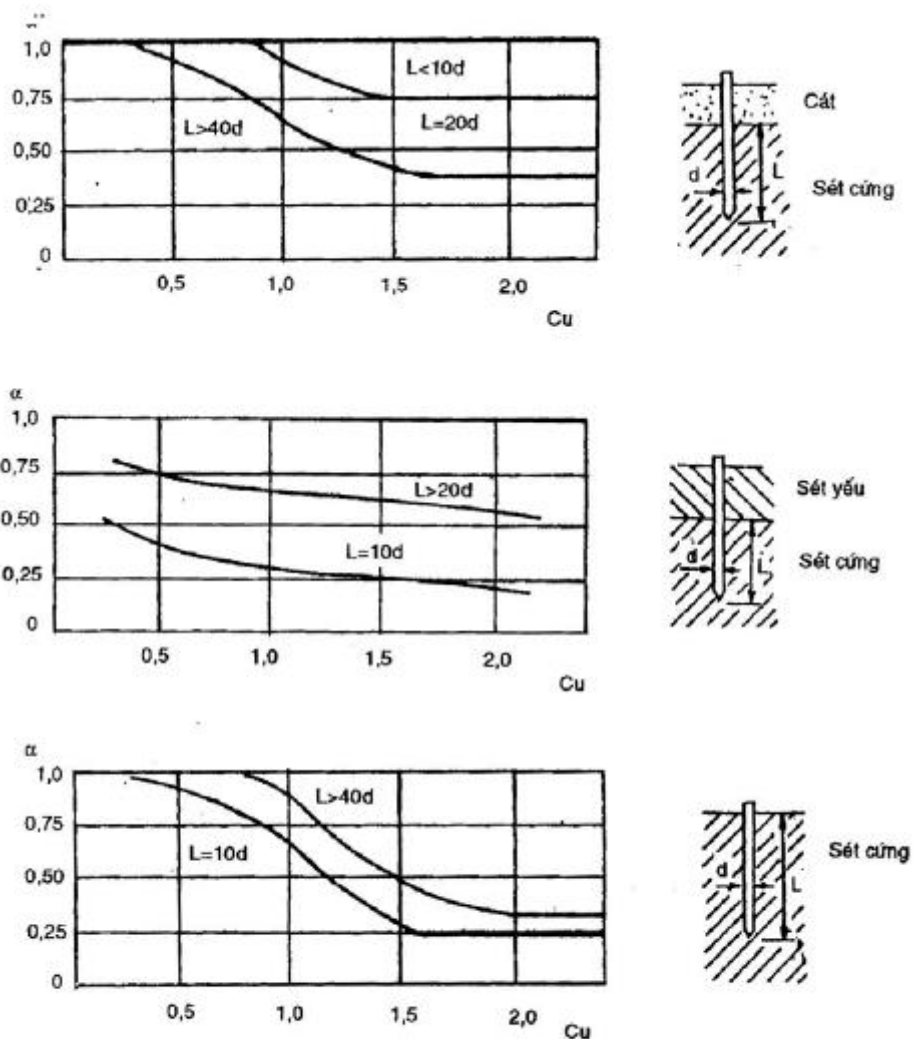 1,0
0,75
0,50
0,25
0
L<10d
L=20d
L>40d
0,5 1,0 1,5 2,0
Cu
Cát
d
L
Sét cứng
α
1,0
0,75
0,50
0,25
0
L>20d
L=10d
0,5 1,0 1,5 2,0
Cu
Sét yếu
d
L
Sét cứng
α
1,0
0,75
0,50
0,25
0
L>40d
L=10d
0,5 1,0 1,5 2,0
Cu
Sét cứng
d
L